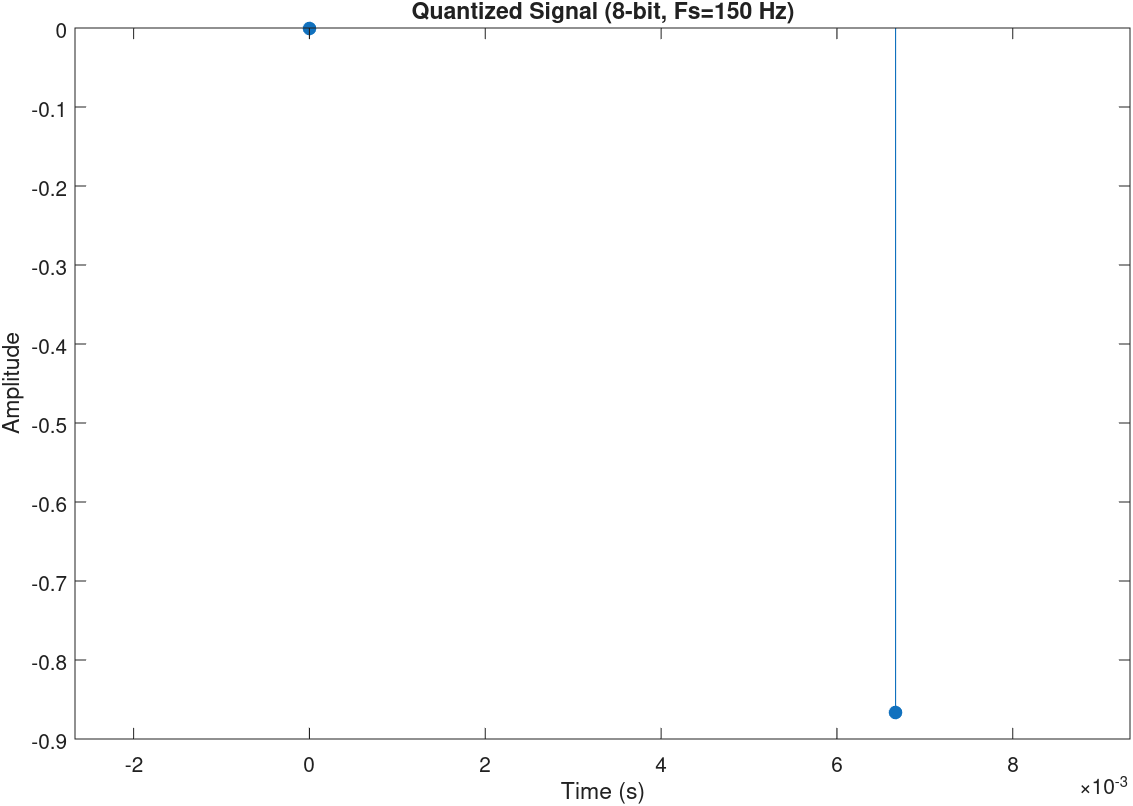 Quantized Signal (8-bit, Fs=150 Hz)
0
-0.1
-0.2
-0.3
-0.4
-0.5
-0.6
-0.7
-0.8
-0.9
Amplitude
-2 0 2 4 6 8
×10⁻³
Time (s)